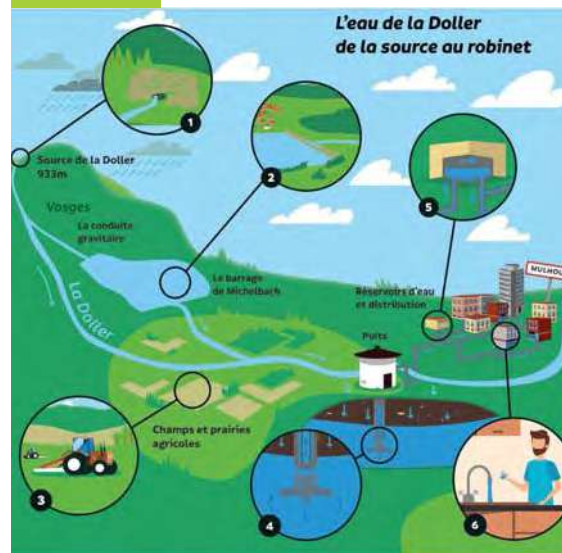 L'eau de la Doller
de la source au robinet
1
Source de la Doller
933m
2
Vosges
La conduite
gravitaire
Le barrage
de Michelbach
La Doller
5
Réservoirs d'eau
et distribution
MULHOU
Puits
Champs et prairies
agricoles
3
4
6